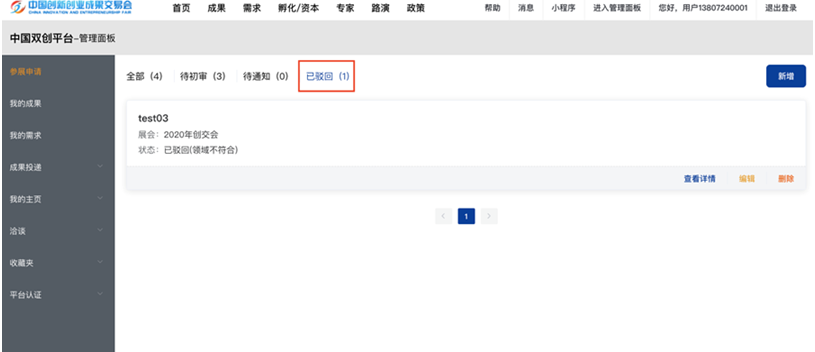 中国创新创业成果交易会
CHINA INNOVATION AND ENTREPRENEURSHIP FAIR
首页 成果 需求 孵化/资本 专家 路演 政策 帮助 消息 小程序 进入管理面板 您好，用户13807240001 退出登录
中国双创平台-管理面板
参展申请
我的成果
我的需求
成果投递
我的主页
洽谈
收藏夹
平台认证
全部（4） 待初审（3） 待通知（0） 已驳回（1） 新增
test03
展会： 2020年创交会
状态： 已驳回(领域不符合)
查看详情 编辑 删除
< 1 >